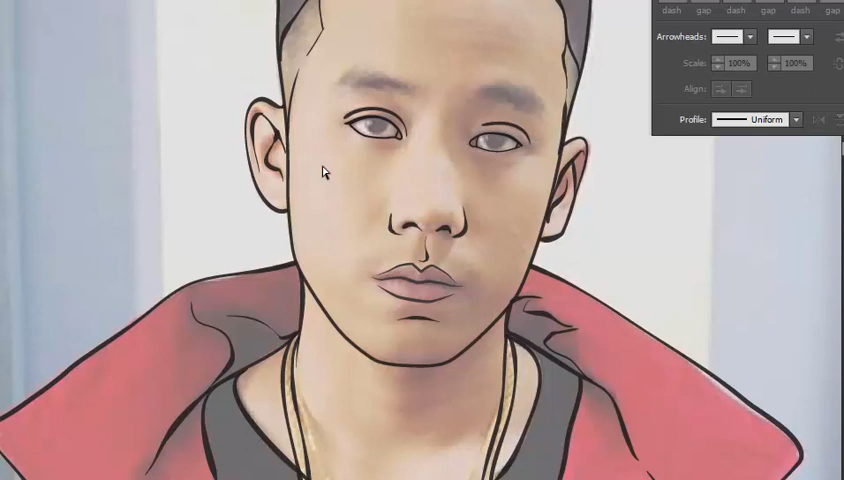 dash gap dash gap dash gap
Arrowheads:
Scale: 100% 100%
Align:
Profile: Uniform